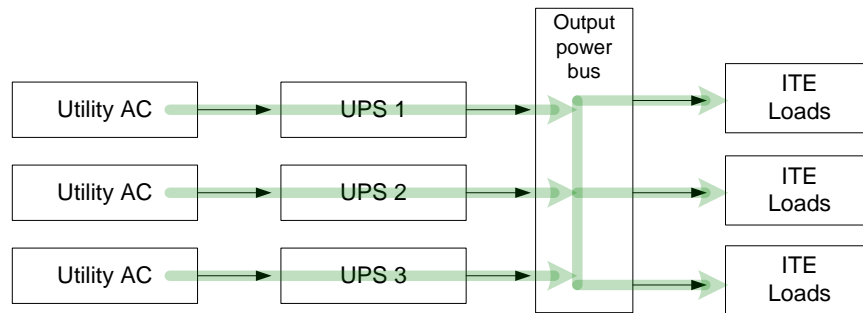 Output
power
bus
Utility AC
UPS 1
ITE
Loads
Utility AC
UPS 2
ITE
Loads
Utility AC
UPS 3
ITE
Loads